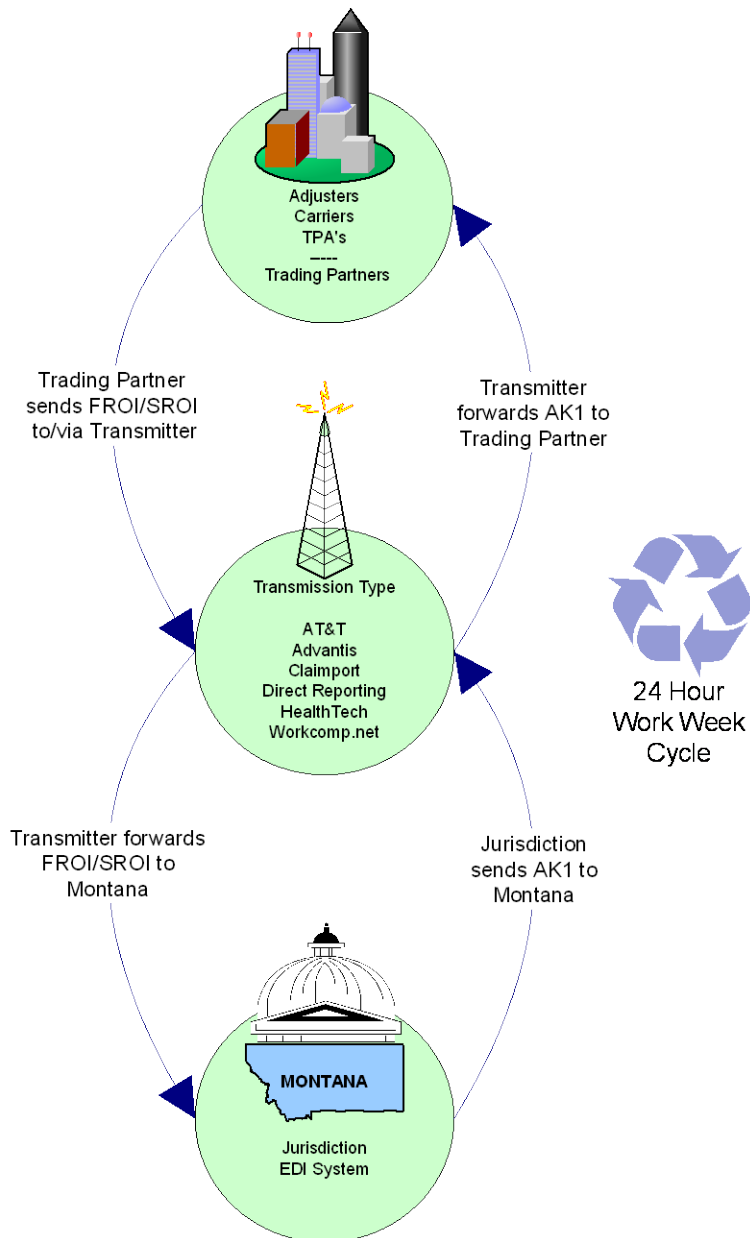 Adjusters
Carriers
TPA's
-----
Trading Partners
Trading Partner
sends FROI/SROI
to/via Transmitter
Transmitter
forwards AK1 to
Trading Partner
Transmission Type
AT&T
Advantis
Claimport
Direct Reporting
HealthTech
Workcomp.net
24 Hour
Work Week
Cycle
Transmitter forwards
FROI/SROI to
Montana
Jurisdiction
sends AK1 to
Montana
MONTANA
Jurisdiction
EDI System